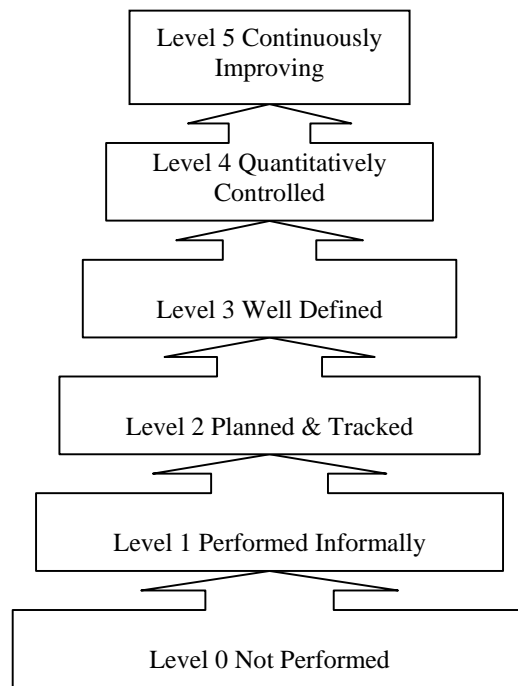 Level 5 Continuously
Improving
Level 4 Quantitatively
Controlled
Level 3 Well Defined
Level 2 Planned & Tracked
Level 1 Performed Informally
Level 0 Not Performed